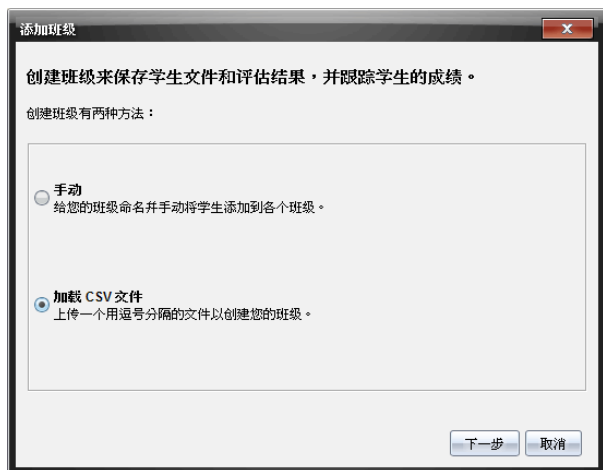 添加班级
创建班级来保存学生文件和评估结果，并跟踪学生的成绩。
创建班级有两种方法：
手动
给您的班级命名并手动将学生添加到各个班级。
加载 CSV 文件
上传一个用逗号分隔的文件以创建您的班级。
下一步 取消